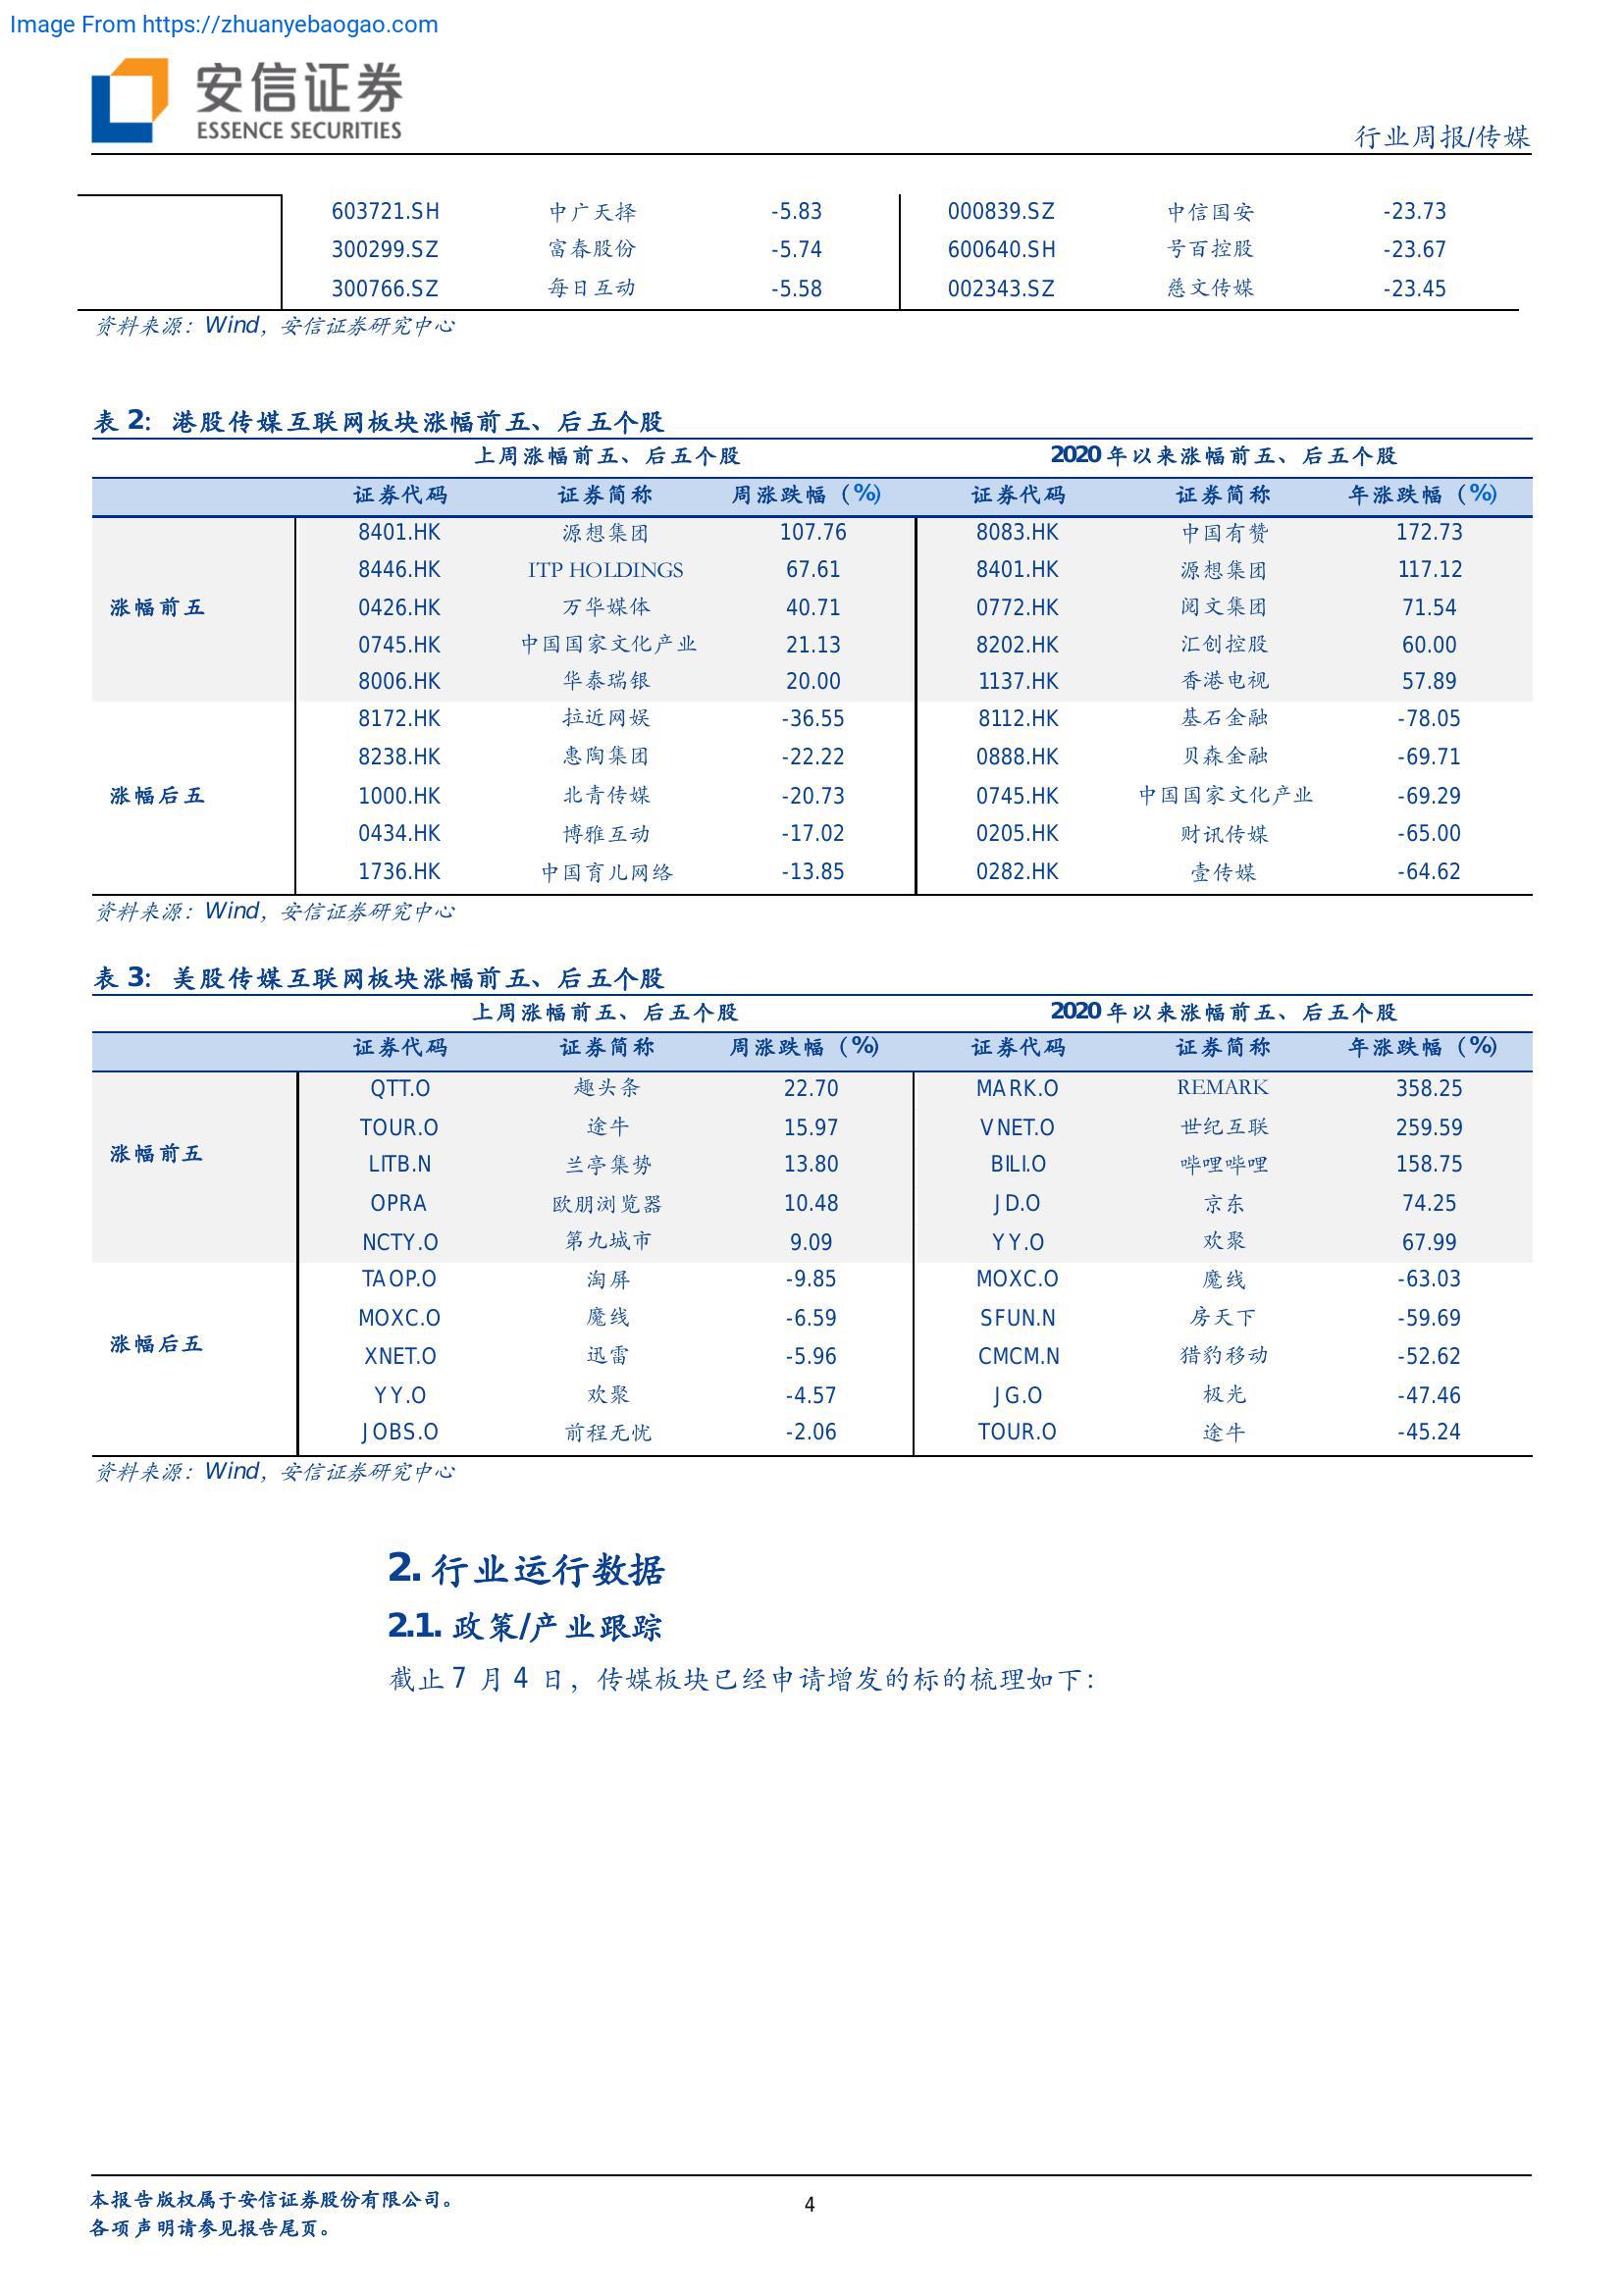 Image From https://zhuanyebaogao.com
安信证券
ESSENCE SECURITIES
行业周报/传媒
603721.SH 中广天择 -5.83 000839.SZ 中信国安 -23.73
300299.SZ 富春股份 -5.74 600640.SH 号百控股 -23.67
300766.SZ 每日互动 -5.58 002343.SZ 慈文传媒 -23.45
资料来源：Wind，安信证券研究中心
表 2：港股传媒互联网板块涨幅前五、后五个股
上周涨幅前五、后五个股 2020 年以来涨幅前五、后五个股
证券代码 证券简称 周涨跌幅（%) 证券代码 证券简称 年涨跌幅（%)
8401.HK 源想集团 107.76 8083.HK 中国有赞 172.73
8446.HK ITP HOLDINGS 67.61 8401.HK 源想集团 117.12
涨幅前五 0426.HK 万华媒体 40.71 0772.HK 阅文集团 71.54
0745.HK 中国国家文化产业 21.13 8202.HK 汇创控股 60.00
8006.HK 华泰瑞银 20.00 1137.HK 香港电视 57.89
8172.HK 拉近网娱 -36.55 8112.HK 基石金融 -78.05
8238.HK 惠陶集团 -22.22 0888.HK 贝森金融 -69.71
涨幅后五 1000.HK 北青传媒 -20.73 0745.HK 中国国家文化产业 -69.29
0434.HK 博雅互动 -17.02 0205.HK 财讯传媒 -65.00
1736.HK 中国育儿网络 -13.85 0282.HK 壹传媒 -64.62
资料来源：Wind，安信证券研究中心
表 3：美股传媒互联网板块涨幅前五、后五个股
上周涨幅前五、后五个股 2020 年以来涨幅前五、后五个股
证券代码 证券简称 周涨跌幅（%) 证券代码 证券简称 年涨跌幅（%)
QTT.O 趣头条 22.70 MARK.O REMARK 358.25
TOUR.O 途牛 15.97 VNET.O 世纪互联 259.59
涨幅前五 LITB.N 兰亭集势 13.80 BILI.O 哔哩哔哩 158.75
OPRA 欧朋浏览器 10.48 JD.O 京东 74.25
NCTY.O 第九城市 9.09 YY.O 欢聚 67.99
TAOP.O 淘屏 -9.85 MOXC.O 魔线 -63.03
MOXC.O 魔线 -6.59 SFUN.N 房天下 -59.69
涨幅后五 XNET.O 迅雷 -5.96 CMCM.N 猎豹移动 -52.62
YY.O 欢聚 -4.57 JG.O 极光 -47.46
JOBS.O 前程无忧 -2.06 TOUR.O 途牛 -45.24
资料来源：Wind，安信证券研究中心
2. 行业运行数据
2.1. 政策/产业跟踪
截止 7 月 4 日，传媒板块已经申请增发的标的梳理如下：
本报告版权属于安信证券股份有限公司。
4
各项声明请参见报告尾页。